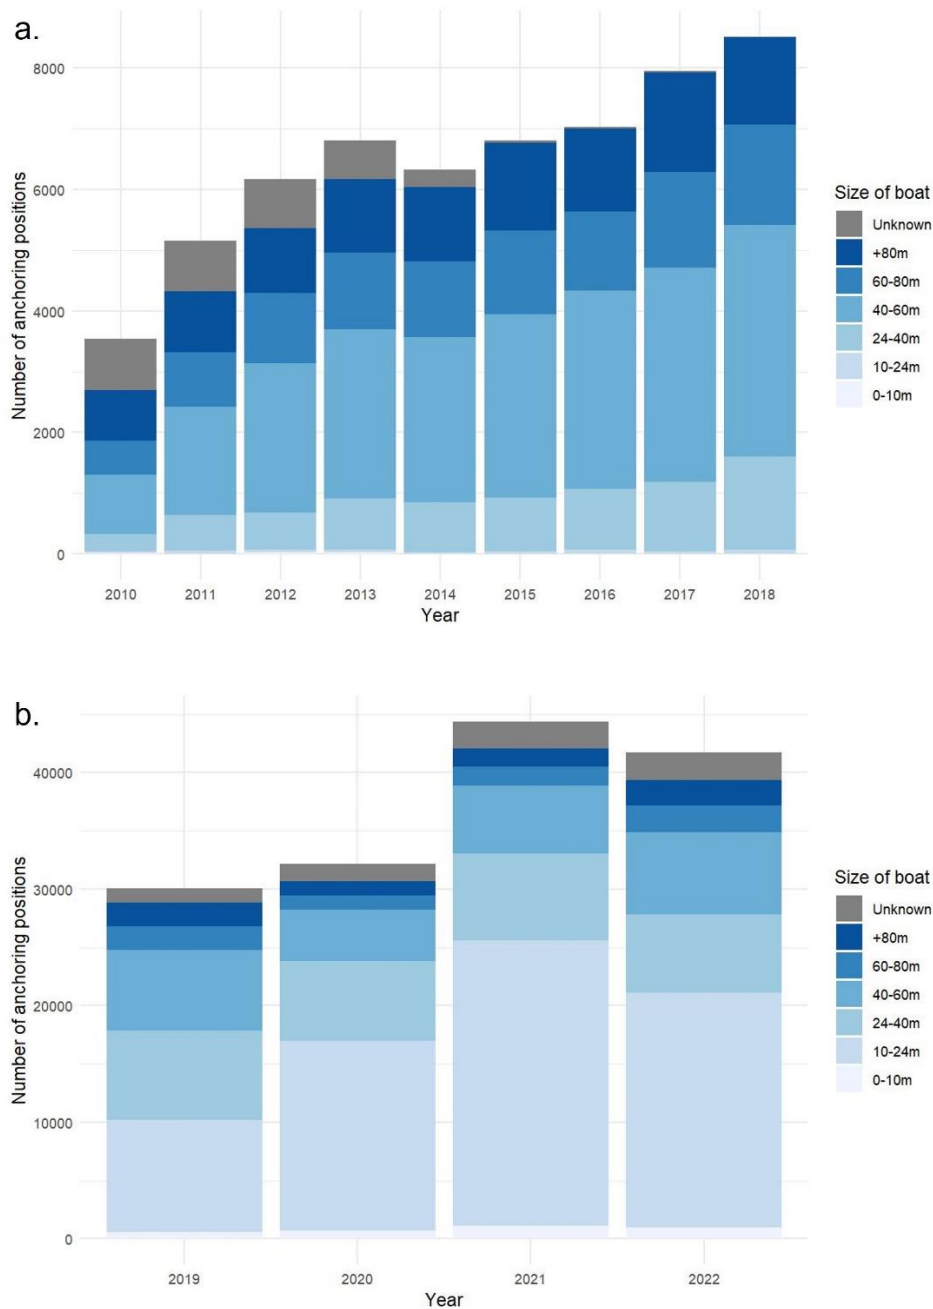 a.
Number of anchoring positions
8000
6000
4000
2000
0
2010 2011 2012 2013 2014 2015 2016 2017 2018
Year
Size of boat
Unknown
+80m
60-80m
40-60m
24-40m
10-24m
0-10m
b.
Number of anchoring positions
40000
30000
20000
10000
0
2019 2020 2021 2022
Year
Size of boat
Unknown
+80m
60-80m
40-60m
24-40m
10-24m
0-10m